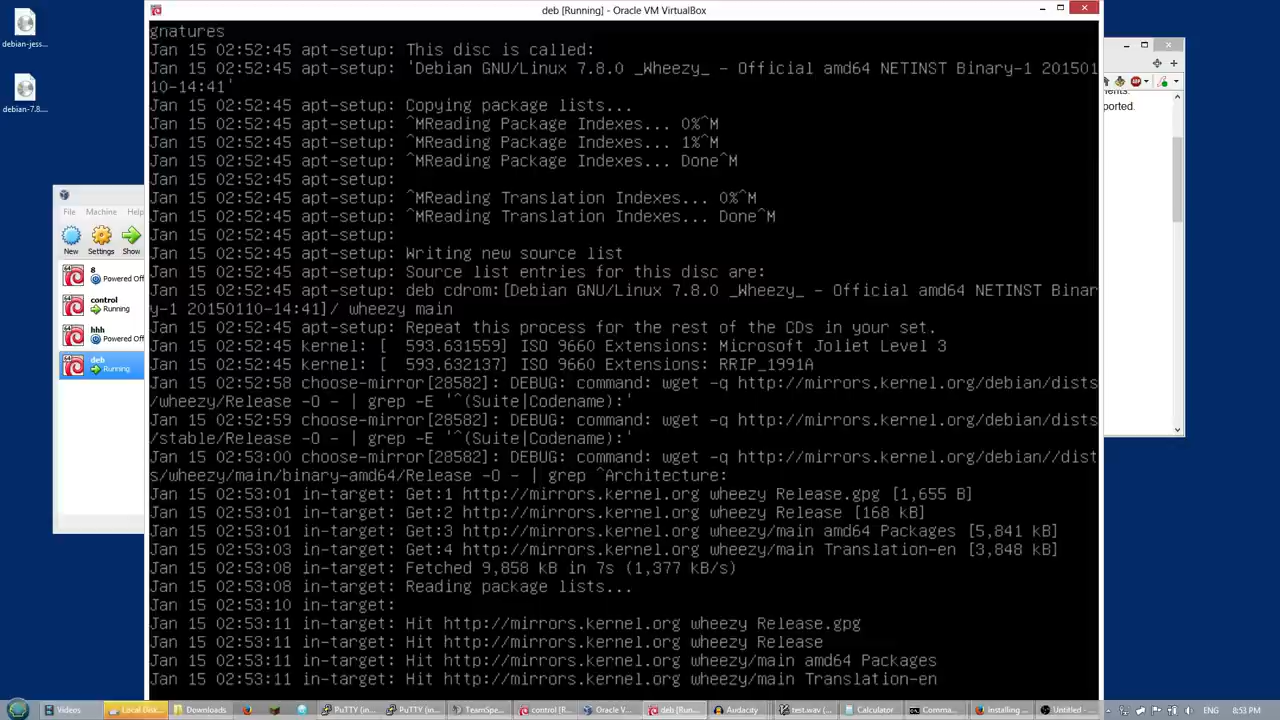 deb [Running] - Oracle VM VirtualBox
debian-jess...
debian-7.8....
gnatures
Jan 15 02:52:45 apt-setup: This disc is called:
Jan 15 02:52:45 apt-setup: 'Debian GNU/Linux 7.8.0 _Wheezy_ - Official amd64 NETINST Binary-1 201501
10-14:41'
Jan 15 02:52:45 apt-setup: Copying package lists...
Jan 15 02:52:45 apt-setup: ^MReading Package Indexes... 0%^M
Jan 15 02:52:45 apt-setup: ^MReading Package Indexes... 1%^M
Jan 15 02:52:45 apt-setup: ^MReading Package Indexes... Done^M
Jan 15 02:52:45 apt-setup:
Jan 15 02:52:45 apt-setup: ^MReading Translation Indexes... 0%^M
Jan 15 02:52:45 apt-setup: ^MReading Translation Indexes... Done^M
Jan 15 02:52:45 apt-setup:
Jan 15 02:52:45 apt-setup: Writing new source list
Jan 15 02:52:45 apt-setup: Source list entries for this disc are:
Jan 15 02:52:45 apt-setup: deb cdrom:[Debian GNU/Linux 7.8.0 _Wheezy_ - Official amd64 NETINST Binar
y-1 20150110-14:41]/ wheezy main
Jan 15 02:52:45 apt-setup: Repeat this process for the rest of the CDs in your set.
Jan 15 02:52:45 kernel: [  593.631559] ISO 9660 Extensions: Microsoft Joliet Level 3
Jan 15 02:52:45 kernel: [  593.632137] ISO 9660 Extensions: RRIP_1991A
Jan 15 02:52:58 choose-mirror[28582]: DEBUG: command: wget -q http://mirrors.kernel.org/debian/dists
/wheezy/Release -O - | grep -E '^(Suite|Codename):'
Jan 15 02:52:59 choose-mirror[28582]: DEBUG: command: wget -q http://mirrors.kernel.org/debian/dists
/stable/Release -O - | grep -E '^(Suite|Codename):'
Jan 15 02:53:00 choose-mirror[28582]: DEBUG: command: wget -q http://mirrors.kernel.org/debian//dist
s/wheezy/main/binary-amd64/Release -O - | grep ^Architecture:
Jan 15 02:53:01 in-target: Get:1 http://mirrors.kernel.org wheezy Release.gpg [1,655 B]
Jan 15 02:53:01 in-target: Get:2 http://mirrors.kernel.org wheezy Release [168 kB]
Jan 15 02:53:01 in-target: Get:3 http://mirrors.kernel.org wheezy/main amd64 Packages [5,841 kB]
Jan 15 02:53:03 in-target: Get:4 http://mirrors.kernel.org wheezy/main Translation-en [3,848 kB]
Jan 15 02:53:08 in-target: Fetched 9,858 kB in 7s (1,377 kB/s)
Jan 15 02:53:08 in-target: Reading package lists...
Jan 15 02:53:10 in-target:
Jan 15 02:53:11 in-target: Hit http://mirrors.kernel.org wheezy Release.gpg
Jan 15 02:53:11 in-target: Hit http://mirrors.kernel.org wheezy Release
Jan 15 02:53:11 in-target: Hit http://mirrors.kernel.org wheezy/main amd64 Packages
Jan 15 02:53:11 in-target: Hit http://mirrors.kernel.org wheezy/main Translation-en
File Machine Help
New Settings Show
8
Powered Off
control
Running
hhh
Powered Off
deb
Running
ported.
Videos Local (lis... Downloads PuTTY (in... PuTTY (in... TeamSpe... control [R... Oracle V... deb [Run... Audacity test.wav (... Calculator Comma... installing ... Untitled -... ENG 8:53 PM